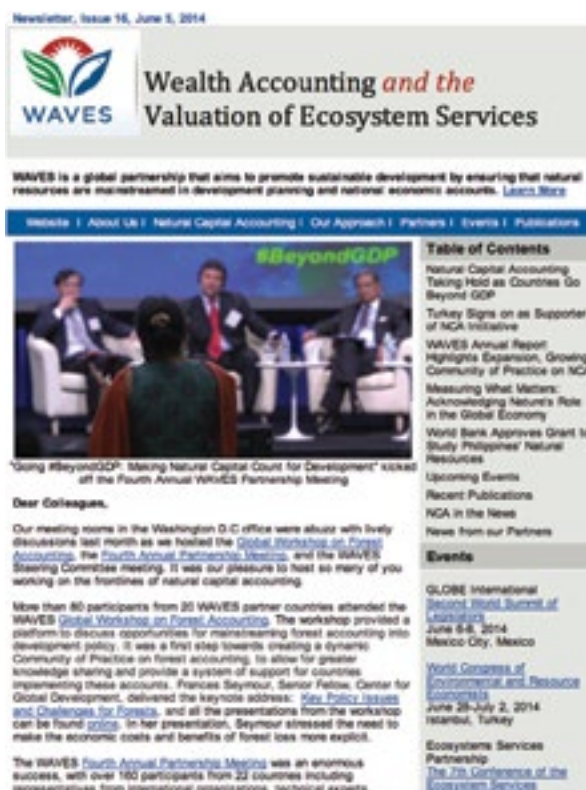 Newsletter, Issue 16, June 5, 2014
WAVES
Wealth Accounting and the
Valuation of Ecosystem Services
WAVES is a global partnership that aims to promote sustainable development by ensuring that natural
resources are mainstreamed in development planning and national economic accounts. Learn More
Website | About Us | Natural Capital Accounting | Our Approach | Partners | Events | Publications
#BeyondGDP
"Going #BeyondGDP: Making Natural Capital Count for Development" kicked
off the Fourth Annual WAVES Partnership Meeting
Dear Colleagues,
Our meeting rooms in the Washington D.C office were abuzz with lively
discussions last month as we hosted the Global Workshop on Forest
Accounting, the Fourth Annual Partnership Meeting, and the WAVES
Steering Committee meeting. It was our pleasure to host so many of you
working on the frontlines of natural capital accounting.
More than 80 participants from 20 WAVES partner countries attended the
WAVES Global Workshop on Forest Accounting. The workshop provided a
platform to discuss opportunities for mainstreaming forest accounting into
development policy. It was a first step towards creating a dynamic
Community of Practice on forest accounting, to allow for greater
knowledge sharing and provide a system of support for countries
implementing these accounts. Frances Seymour, Senior Fellow, Center for
Global Development, delivered the keynote address: Key Policy Issues
and Challenges for Forests, and all the presentations from the workshop
can be found online. In her presentation, Seymour stressed the need to
make the economic costs and benefits of forest loss more explicit.
The WAVES Fourth Annual Partnership Meeting was an enormous
success, with over 160 participants from 22 countries including
representatives from international organizations, technical experts
Table of Contents
Natural Capital Accounting
Taking Hold as Countries Go
Beyond GDP
Turkey Signs on as Supporter
of NCA Initiative
WAVES Annual Report
Highlights Expansion, Growing
Community of Practice on NCA
Measuring What Matters:
Acknowledging Nature's Role
in the Global Economy
World Bank Approves Grant to
Study Philippines' Natural
Resources
Upcoming Events
Recent Publications
NCA in the News
News from our Partners
Events
GLOBE International
Second World Summit of
Legislators
June 6-8, 2014
Mexico City, Mexico
World Congress of
Environmental and Resource
Economists
June 28-July 2, 2014
Istanbul, Turkey
Ecosystems Services
Partnership
The 7th Conference of the
Ecosystem Services